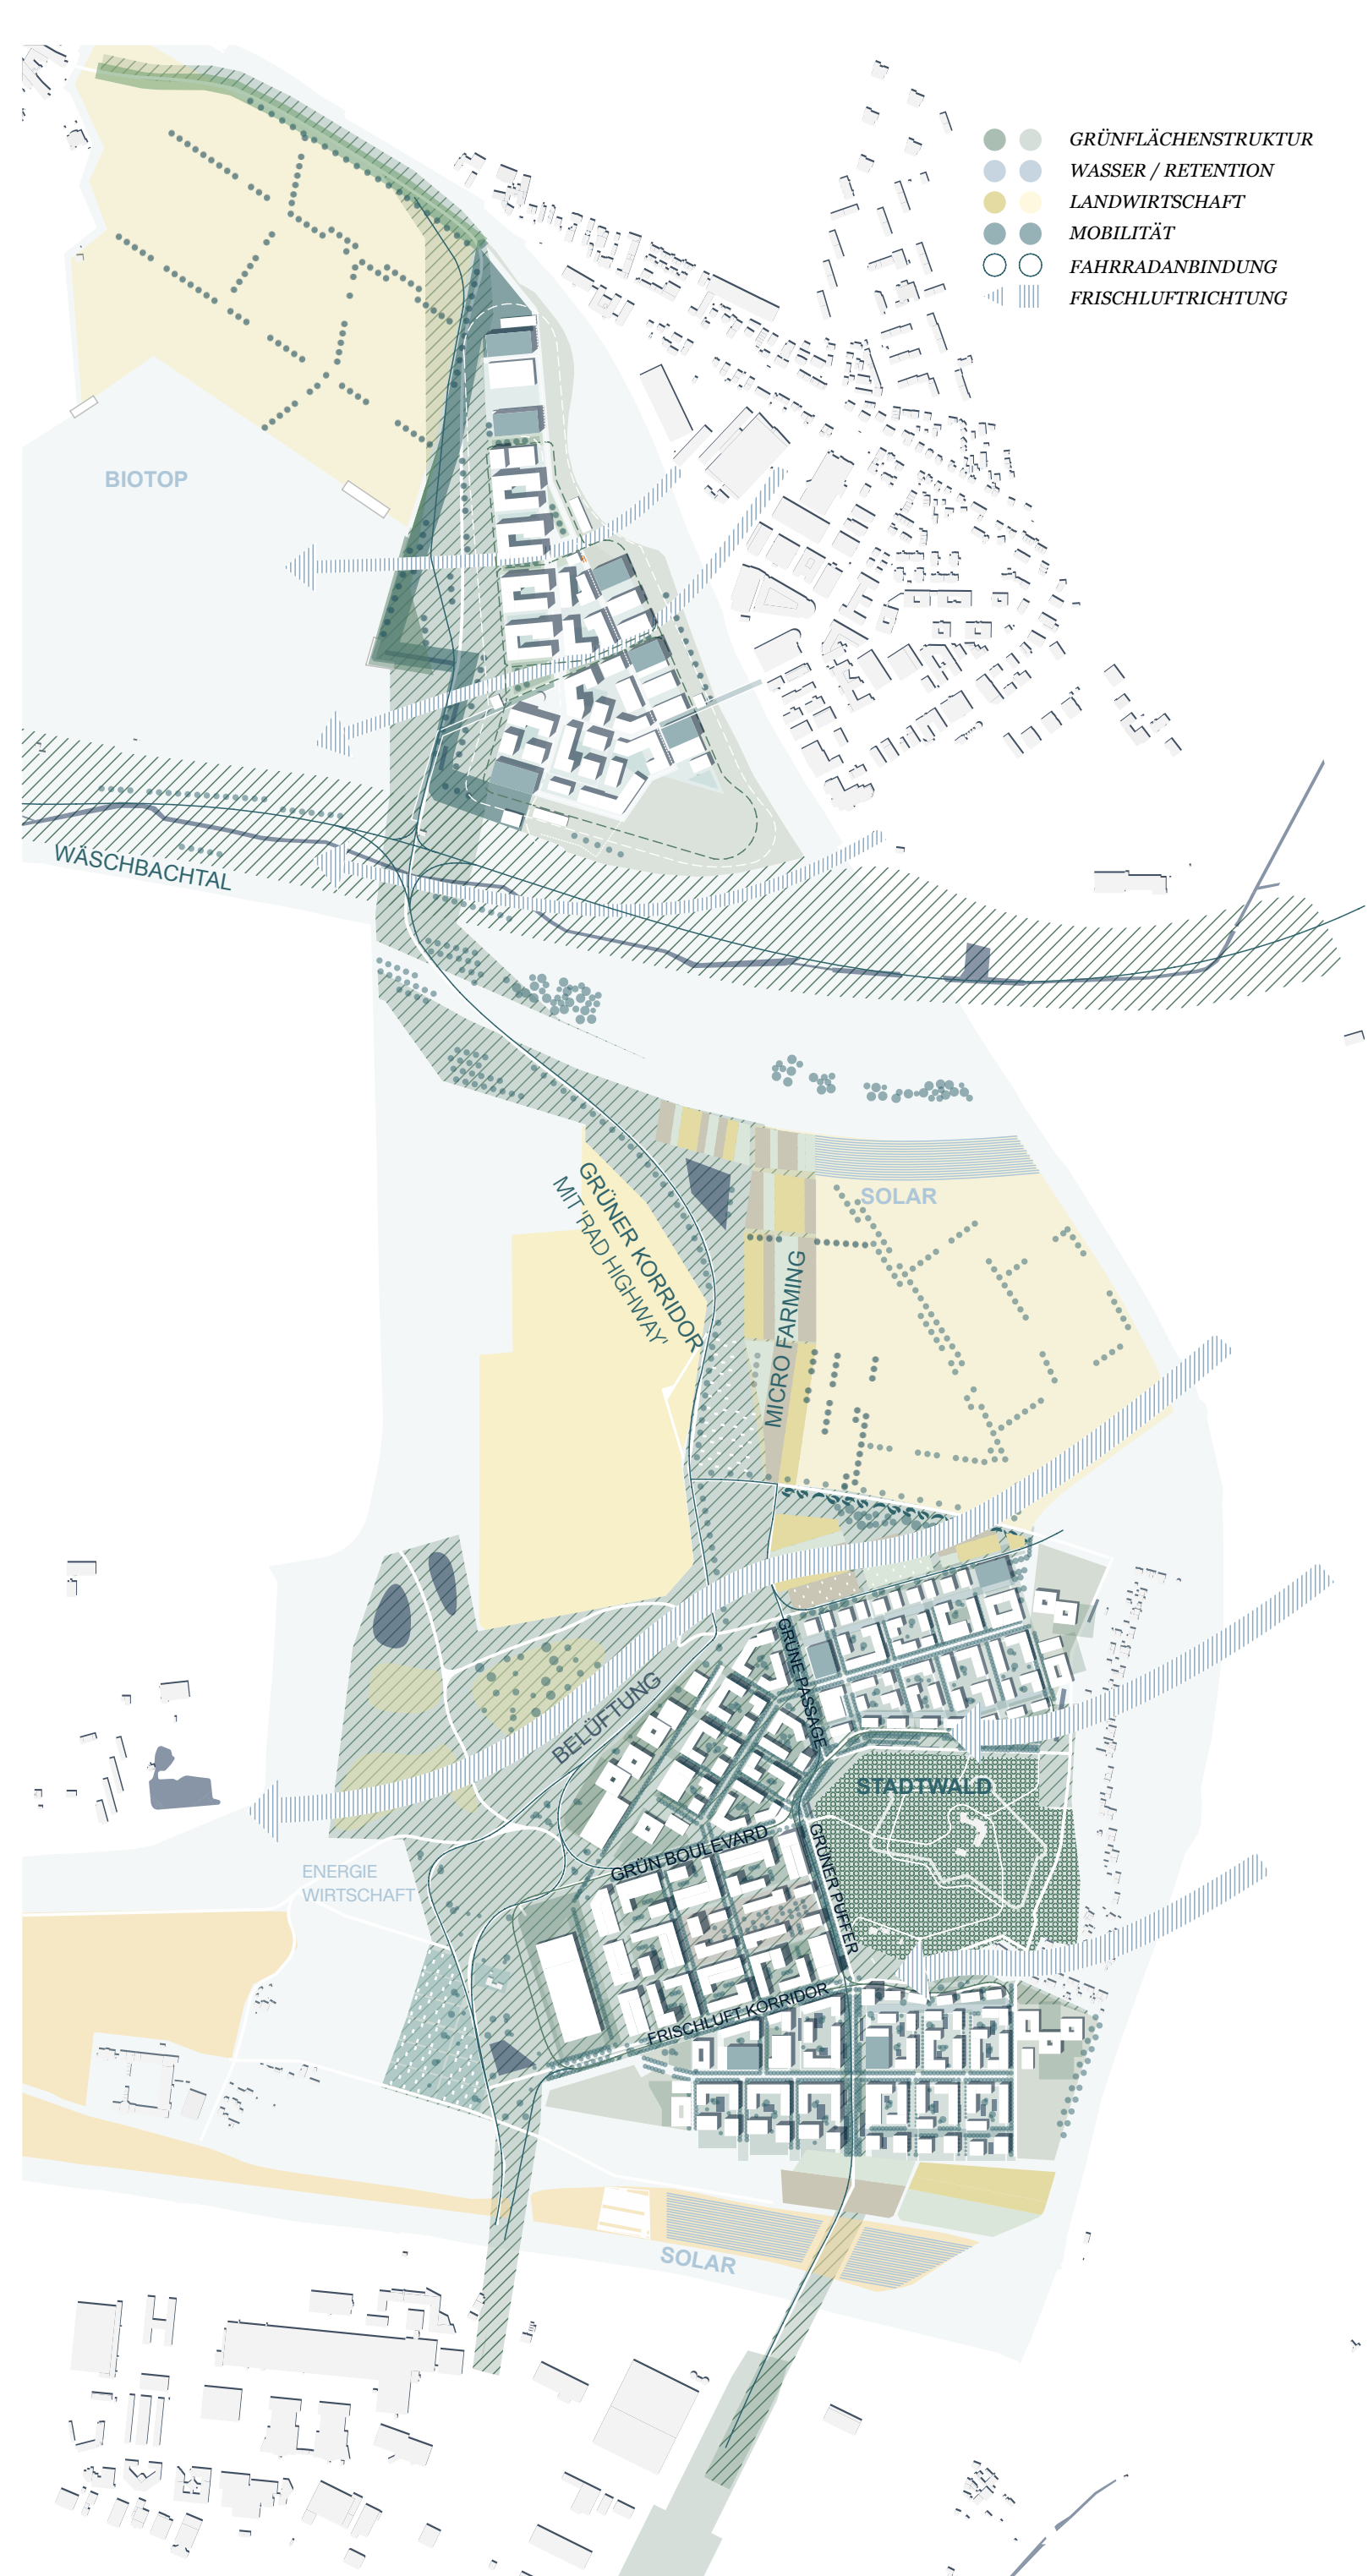 GRÜNFLÄCHENSTRUKTUR
WASSER / RETENTION
LANDWIRTSCHAFT
MOBILITÄT
FAHRRADANBINDUNG
FRISCHLUFTRICHTUNG
BIOTOP
WÄSCHBACHTAL
GRÜNER KORRIDOR
MIT 'RAD HIGHWAY'
SOLAR
MICRO FARMING
GRÜNE PASSAGE
BELÜFTUNG
STADTWALD
GRÜN BOULEVARD
GRÜNER PUFFER
ENERGIE
WIRTSCHAFT
FRISCHLUFT KORRIDOR
SOLAR